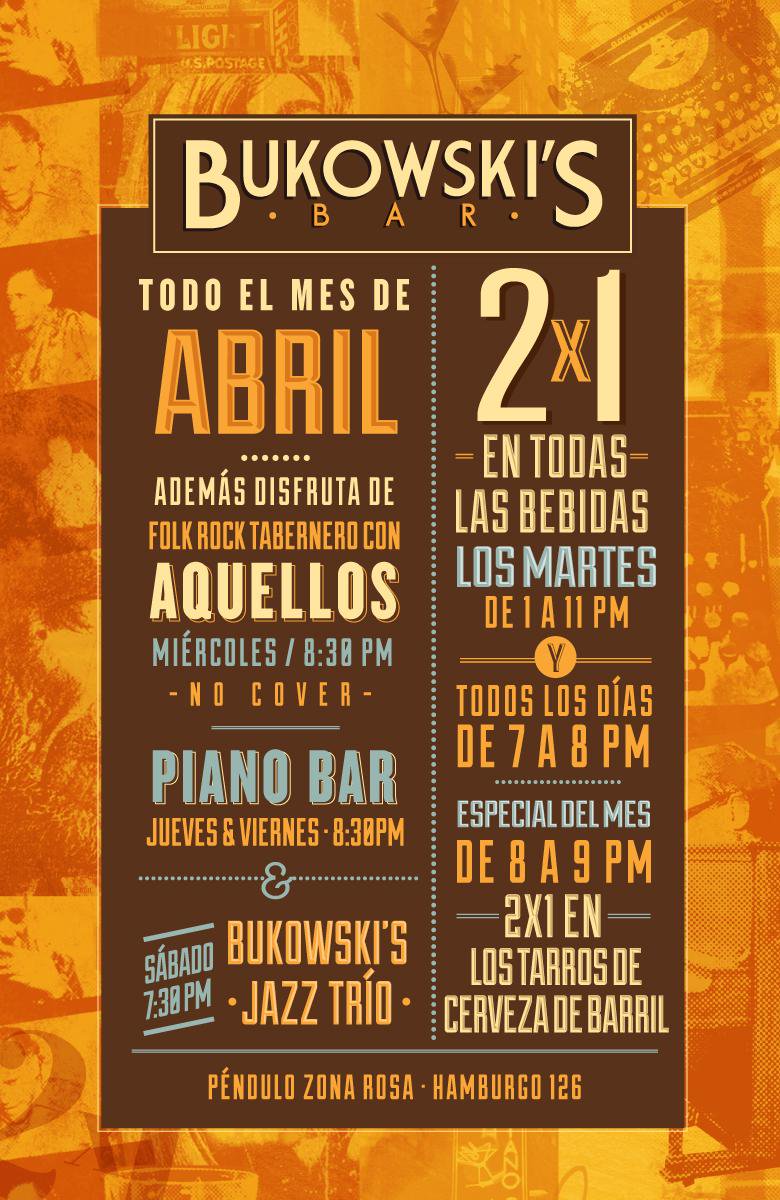 LIGHT
U.S.POSTAGE
BUKOWSKI'S
· BAR ·
TODO EL MES DE
ABRIL
ADEMÁS DISFRUTA DE
FOLK ROCK TABERNERO CON
AQUELLOS
MIÉRCOLES / 8:30 PM
-NO COVER-
PIANO BAR
JUEVES & VIERNES · 8:30PM
&
SÁBADO
7:30 PM
BUKOWSKI'S
· JAZZ TRÍO ·
2X1
EN TODAS
LAS BEBIDAS
LOS MARTES
DE 1 A 11 PM
Y
TODOS LOS DÍAS
DE 7 A 8 PM
ESPECIAL DEL MES
DE 8 A 9 PM
2X1 EN
LOS TARROS DE
CERVEZA DE BARRIL
PÉNDULO ZONA ROSA · HAMBURGO 126